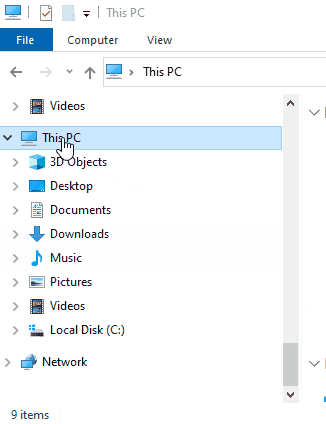 This PC
File Computer View
This PC
Videos
This PC
3D Objects
Desktop
Documents
Downloads
Music
Pictures
Videos
Local Disk (C:)
Network
9 items